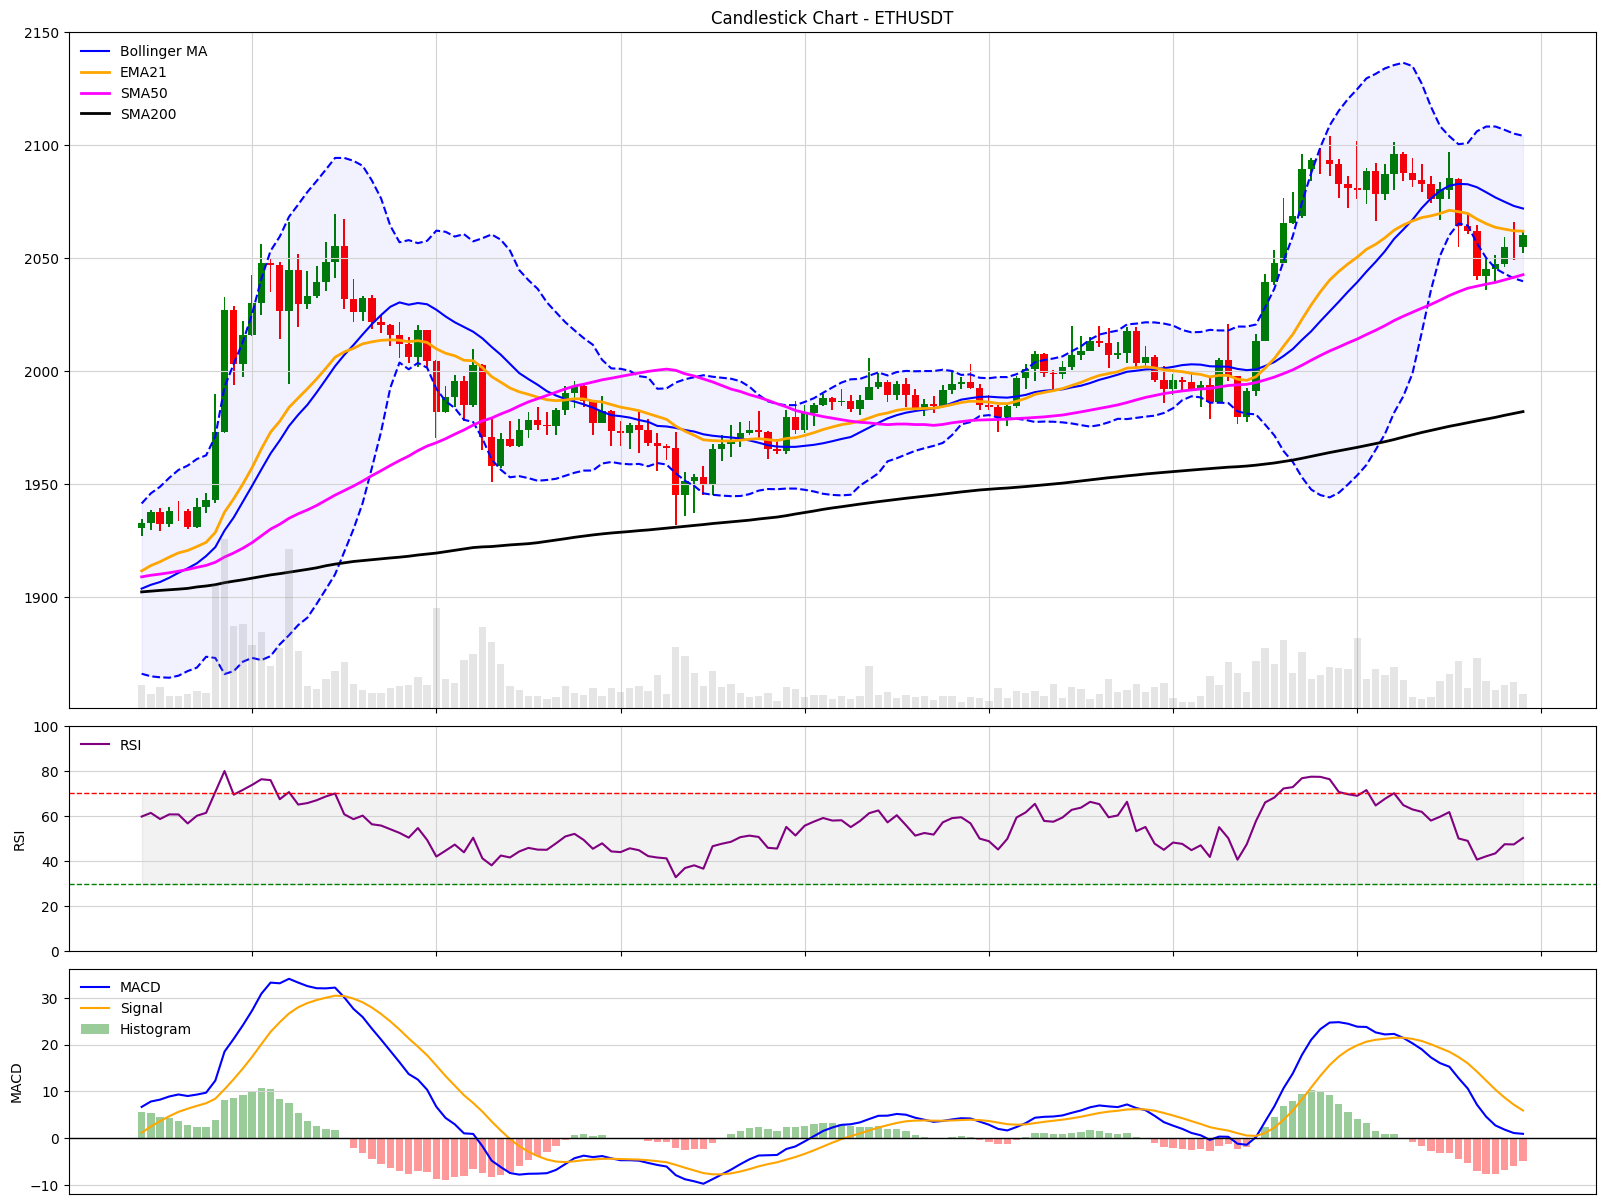 Candlestick Chart - ETHUSDT
2150
2100
2050
2000
1950
1900
Bollinger MA
EMA21
SMA50
SMA200
100
80
60
40
20
0
RSI
RSI
30
20
10
0
−10
MACD
MACD
Signal
Histogram